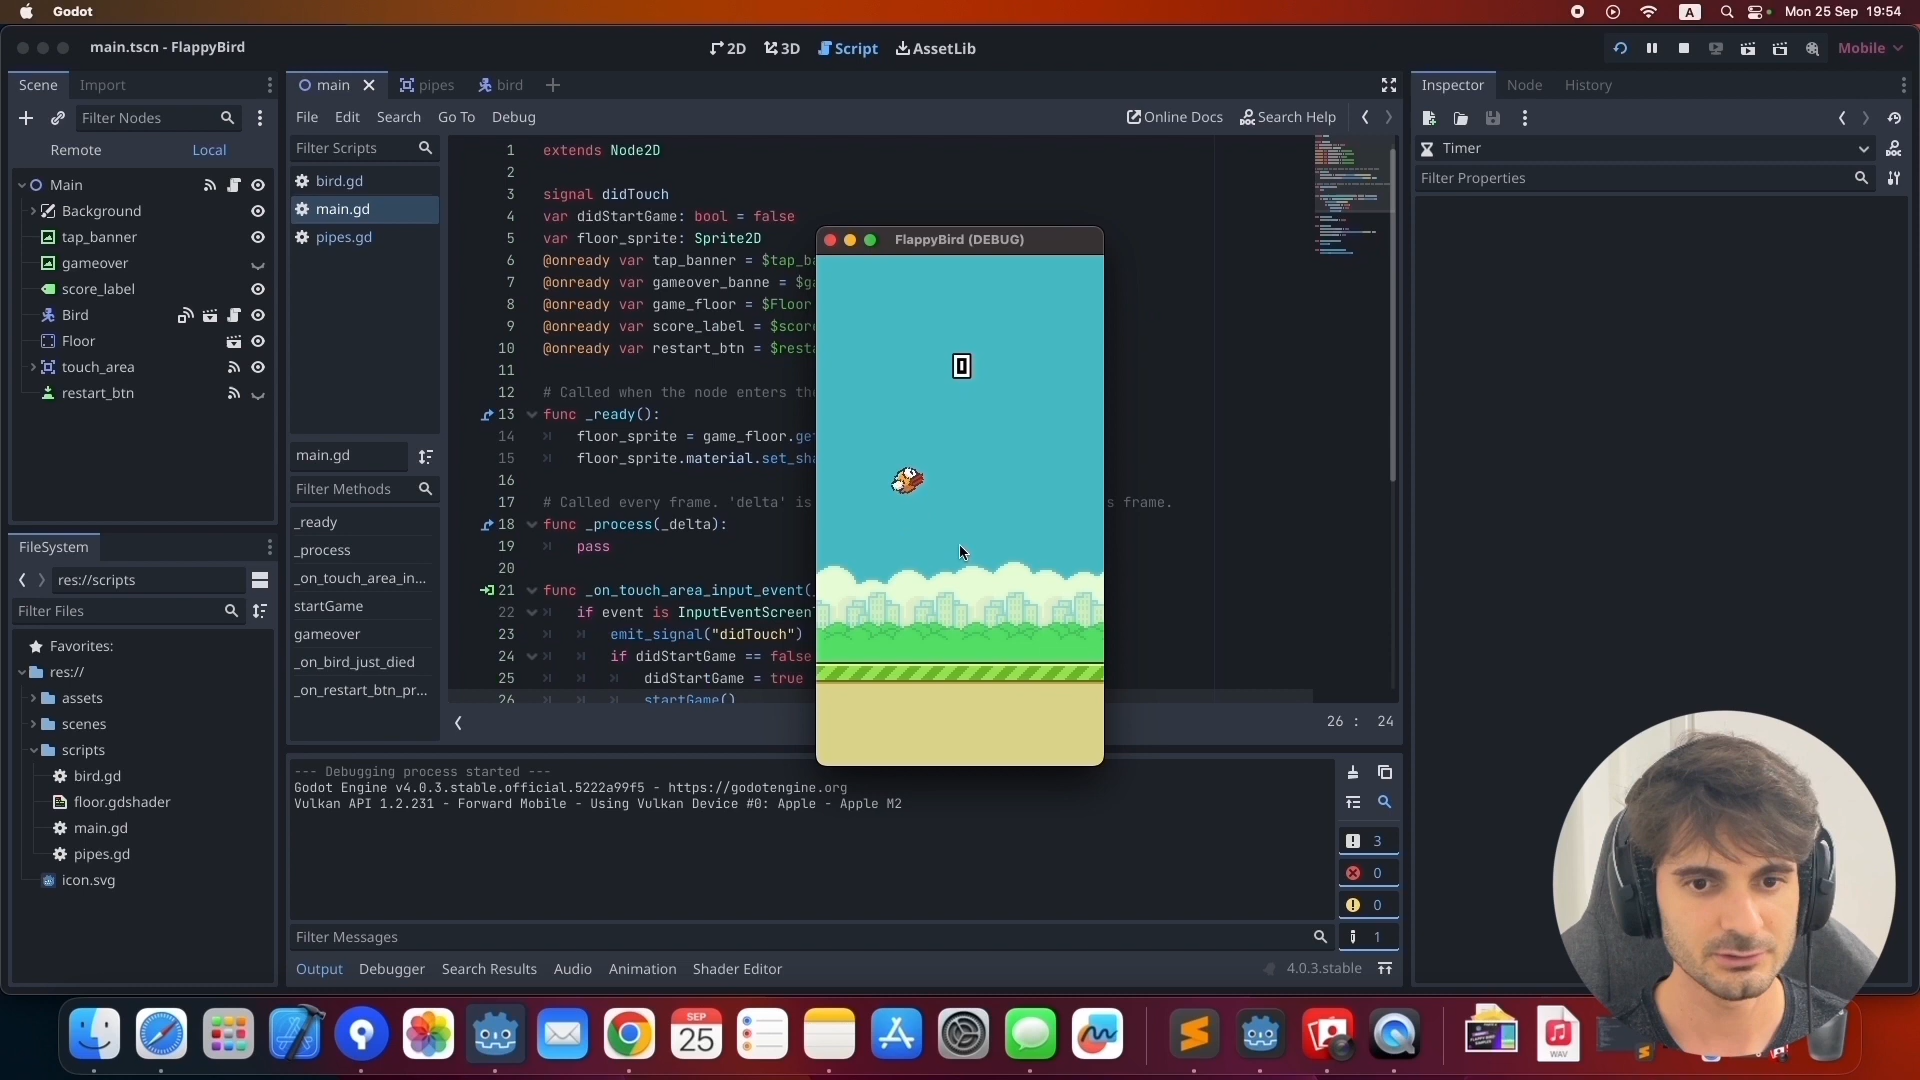 Godot
Mon 25 Sep 19:54
main.tscn - FlappyBird
2D
3D
Script
AssetLib
Mobile
Scene
Import
Filter Nodes
Remote
Local
Main
Background
tap_banner
gameover
score_label
Bird
Floor
touch_area
restart_btn
FileSystem
res://scripts
Filter Files
Favorites:
res://
assets
scenes
scripts
bird.gd
floor.gdshader
main.gd
pipes.gd
icon.svg
main
pipes
bird
File
Edit
Search
Go To
Debug
Online Docs
Search Help
Filter Scripts
bird.gd
main.gd
pipes.gd
main.gd
Filter Methods
_ready
_process
_on_touch_area_in...
startGame
gameover
_on_bird_just_died
_on_restart_btn_pr...
1 extends Node2D
2
3 signal didTouch
4 var didStartGame: bool = false
5 var floor_sprite: Sprite2D
6 @onready var tap_banner = $tap_ba
7 @onready var gameover_banne = $ga
8 @onready var game_floor = $Floor
9 @onready var score_label = $score
10 @onready var restart_btn = $resta
11
12 # Called when the node enters the
13 func _ready():
14 floor_sprite = game_floor.get
15 floor_sprite.material.set_sha
16
17 # Called every frame. 'delta' is s frame.
18 func _process(_delta):
19 pass
20
21 func _on_touch_area_input_event(
22 if event is InputEventScreen
23 emit_signal("didTouch")
24 if didStartGame == false
25 didStartGame = true
26 startGame()
26 : 24
FlappyBird (DEBUG)
0
--- Debugging process started ---
Godot Engine v4.0.3.stable.official.5222a99f5 - https://godotengine.org
Vulkan API 1.2.231 - Forward Mobile - Using Vulkan Device #0: Apple - Apple M2
3
0
0
1
Filter Messages
Output
Debugger
Search Results
Audio
Animation
Shader Editor
4.0.3.stable
Inspector
Node
History
Timer
Filter Properties
SEP
25
WAV